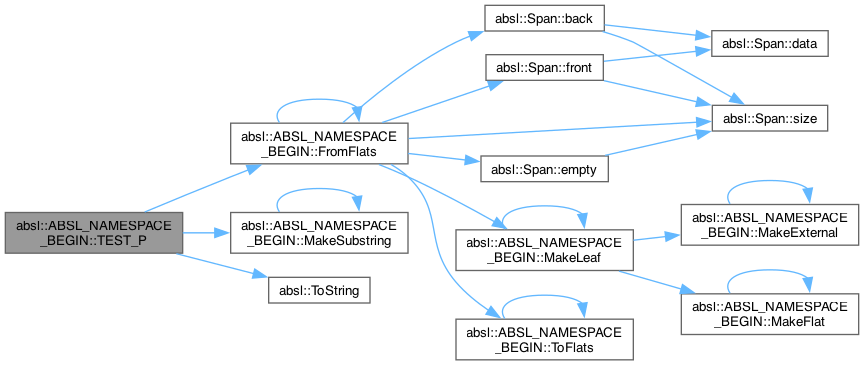 absl::ABSL_NAMESPACE
_BEGIN::TEST_P
absl::ABSL_NAMESPACE
_BEGIN::FromFlats
absl::ABSL_NAMESPACE
_BEGIN::MakeSubstring
absl::ToString
absl::Span::back
absl::Span::front
absl::Span::empty
absl::ABSL_NAMESPACE
_BEGIN::MakeLeaf
absl::ABSL_NAMESPACE
_BEGIN::ToFlats
absl::Span::data
absl::Span::size
absl::ABSL_NAMESPACE
_BEGIN::MakeExternal
absl::ABSL_NAMESPACE
_BEGIN::MakeFlat